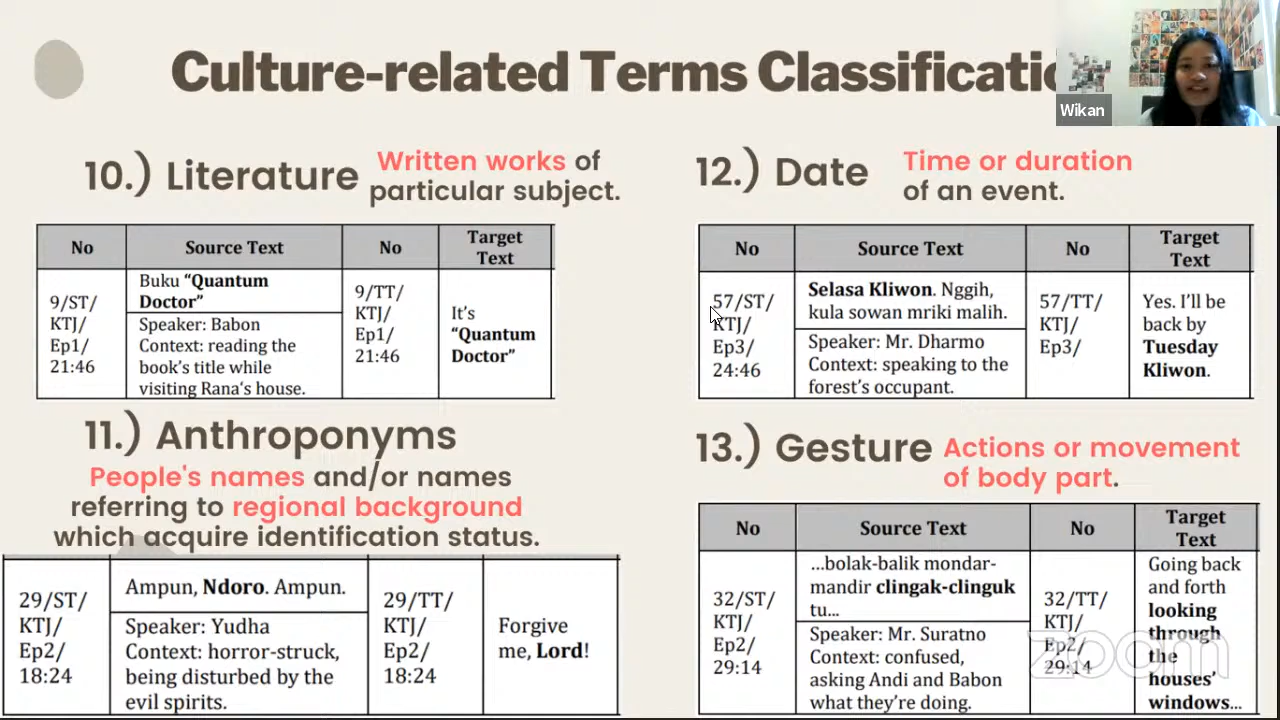 Culture-related Terms Classificatio
Wikan
10.) Literature
Written works of
particular subject.
No
Source Text
No
Target
Text
9/ST/
KTJ/
Ep1/
21:46
Buku “Quantum
Doctor”
Speaker: Babon
Context: reading the
book’s title while
visiting Rana’s house.
9/TT/
KTJ/
Ep1/
21:46
It’s
“Quantum
Doctor”
11.) Anthroponyms
People's names and/or names
referring to regional background
which acquire identification status.
29/ST/
KTJ/
Ep2/
18:24
Ampun, Ndoro. Ampun.
Speaker: Yudha
Context: horror-struck,
being disturbed by the
evil spirits.
29/TT/
KTJ/
Ep2/
18:24
Forgive
me, Lord!
12.) Date
Time or duration
of an event.
No
Source Text
No
Target
Text
57/ST/
KTJ/
Ep3/
24:46
Selasa Kliwon. Nggih,
kula sowan mriki malih.
Speaker: Mr. Dharmo
Context: speaking to the
forest’s occupant.
57/TT/
KTJ/
Ep3/
Yes. I’ll be
back by
Tuesday
Kliwon.
13.) Gesture
Actions or movement
of body part.
No
Source Text
No
Target
Text
32/ST/
KTJ/
Ep2/
29:14
...bolak-balik mondar-
mandir clingak-clinguk
tu...
Speaker: Mr. Suratno
Context: confused,
asking Andi and Babon
what they’re doing.
32/TT/
KTJ/
Ep2/
29:14
Going back
and forth
looking
through
the
houses’
windows...
zoom